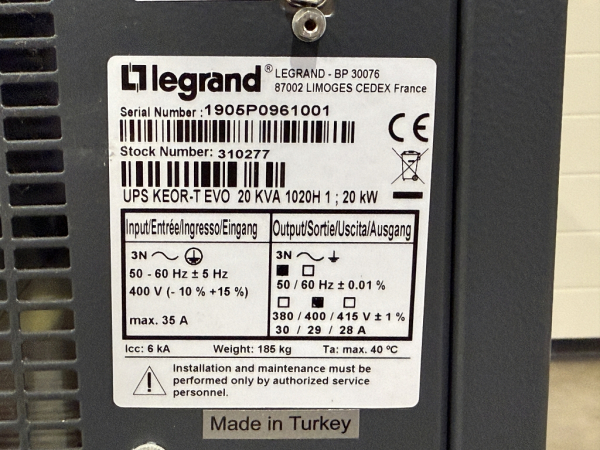 legrand® LEGRAND - BP 30076
87002 LIMOGES CEDEX France
Serial Number : 1905P0961001
CE
Stock Number: 310277
UPS KEOR-T EVO 20 KVA 1020H 1 ; 20 kW
Input/Entrée/Ingresso/Eingang
3N
50 - 60 Hz ± 5 Hz
400 V (- 10 % +15 %)
max. 35 A
Output/Sortie/Uscita/Ausgang
3N
50 / 60 Hz ± 0.01 %
380 / 400 / 415 V ± 1 %
30 / 29 / 28 A
Icc: 6 kA Weight: 185 kg Ta: max. 40 ºC
Installation and maintenance must be
performed only by authorized service
personnel.
Made in Turkey